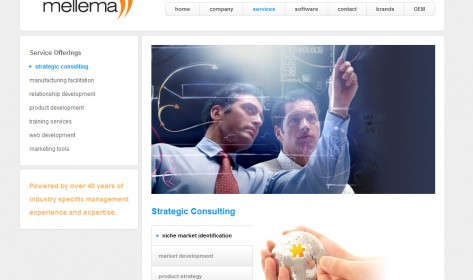 mellema
home company services software contact brands OEM
Service Offerings
strategic consulting
manufacturing facilitation
relationship development
product development
training services
web development
marketing tools
Powered by over 40 years of
industry specific management
experience and expertise.
Strategic Consulting
niche market identification
market development
product strategy